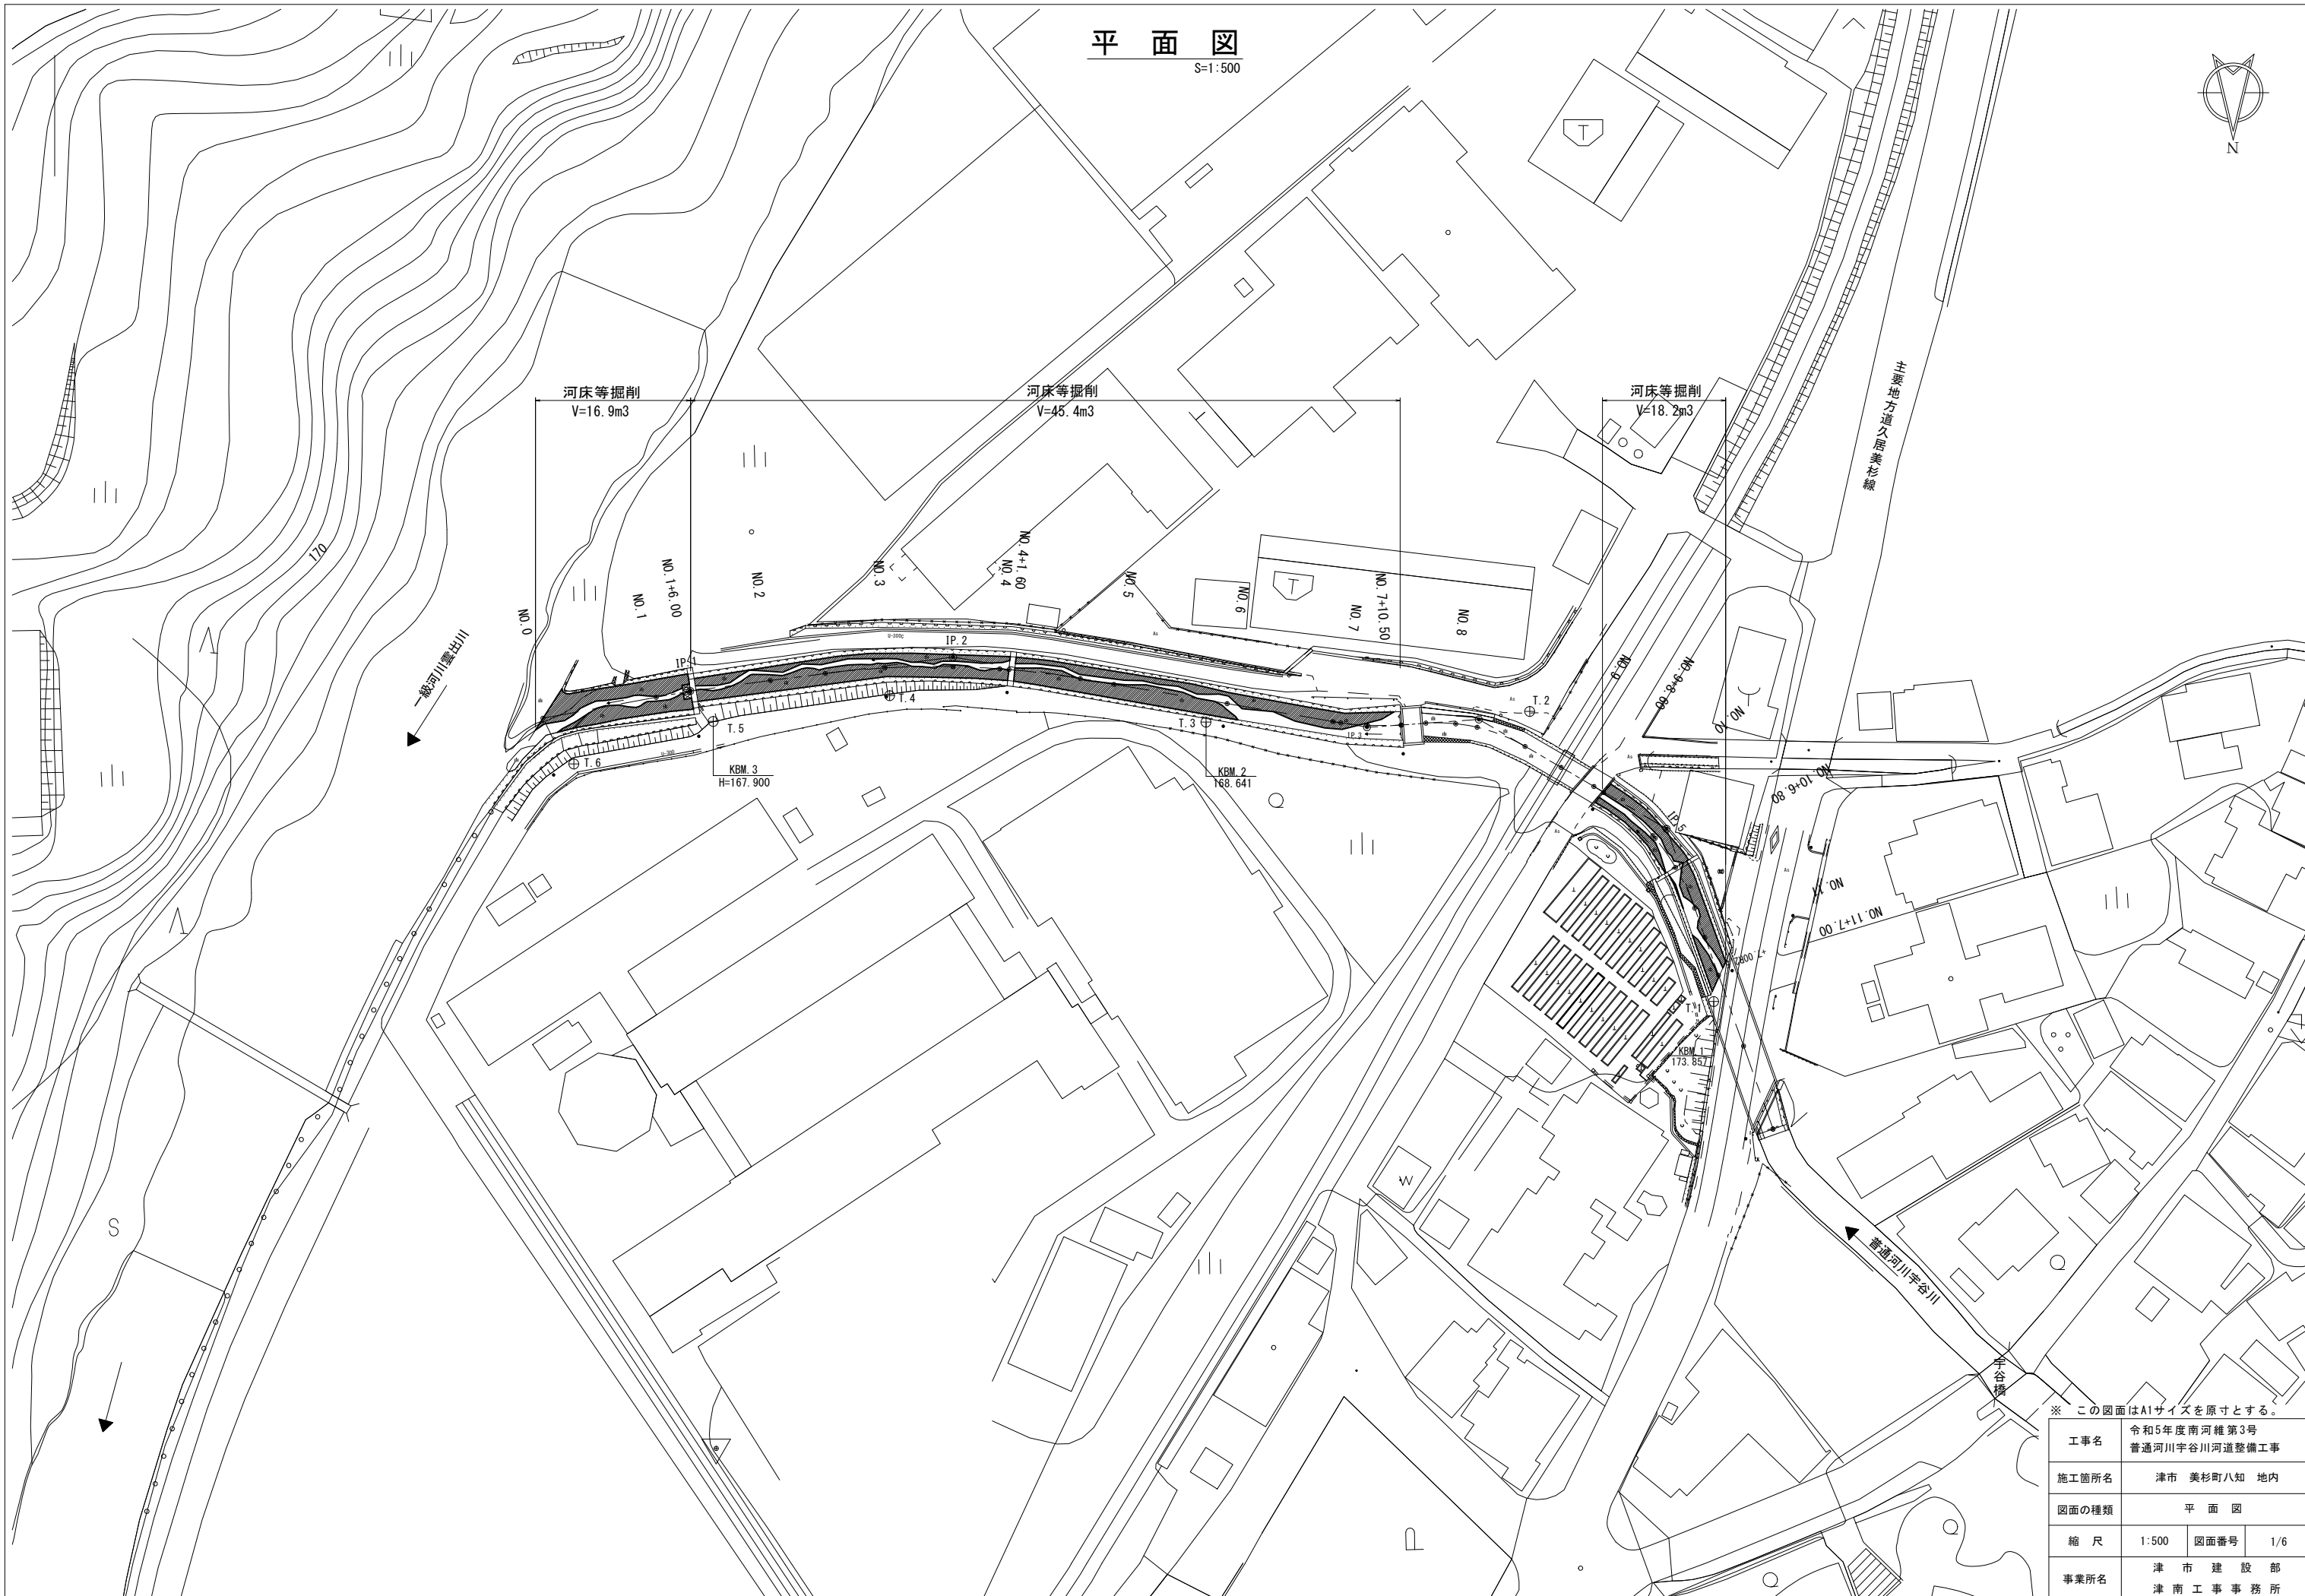 平 面 図
S=1:500
N
主要地方道久居美杉線
河床等掘削
V=16.9m3
河床等掘削
V=45.4m3
河床等掘削
V=18.2m3
170
一級河川雲出川
NO.0
NO.1
NO.1+6.00
NO.2
NO.3
NO.4
NO.4+1.60
NO.5
NO.6
NO.7
NO.7+10.50
NO.8
NO.9
NO.9+8.60
NO.10
NO.10+6.80
NO.11
NO.11+7.00
IP.1
IP.2
IP.3
IP.5
U-300
T.1
T.2
T.3
T.4
T.5
T.6
KBM.3
H=167.900
KBM.2
168.641
KBM.1
173.857
T
T
W
S
P
Q
Q
Q
Q
普通河川宇谷川
宇谷橋
※ この図面はA1サイズを原寸とする。
工事名 令和5年度南河維第3号
普通河川宇谷川河道整備工事
施工箇所名 津市 美杉町八知 地内
図面の種類 平 面 図
縮 尺 1:500 図面番号 1/6
事業所名 津 市 建 設 部
津 南 工 事 事 務 所